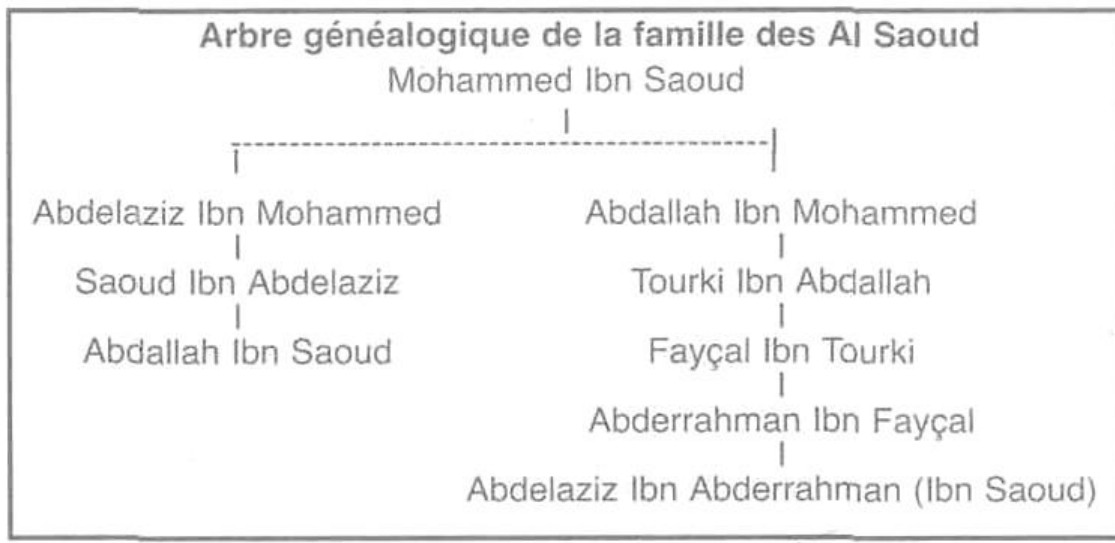 Arbre généalogique de la famille des Al Saoud
Mohammed Ibn Saoud
Abdelaziz Ibn Mohammed Abdallah Ibn Mohammed
Saoud Ibn Abdelaziz Tourki Ibn Abdallah
Abdallah Ibn Saoud Fayçal Ibn Tourki
Abderrahman Ibn Fayçal
Abdelaziz Ibn Abderrahman (Ibn Saoud)